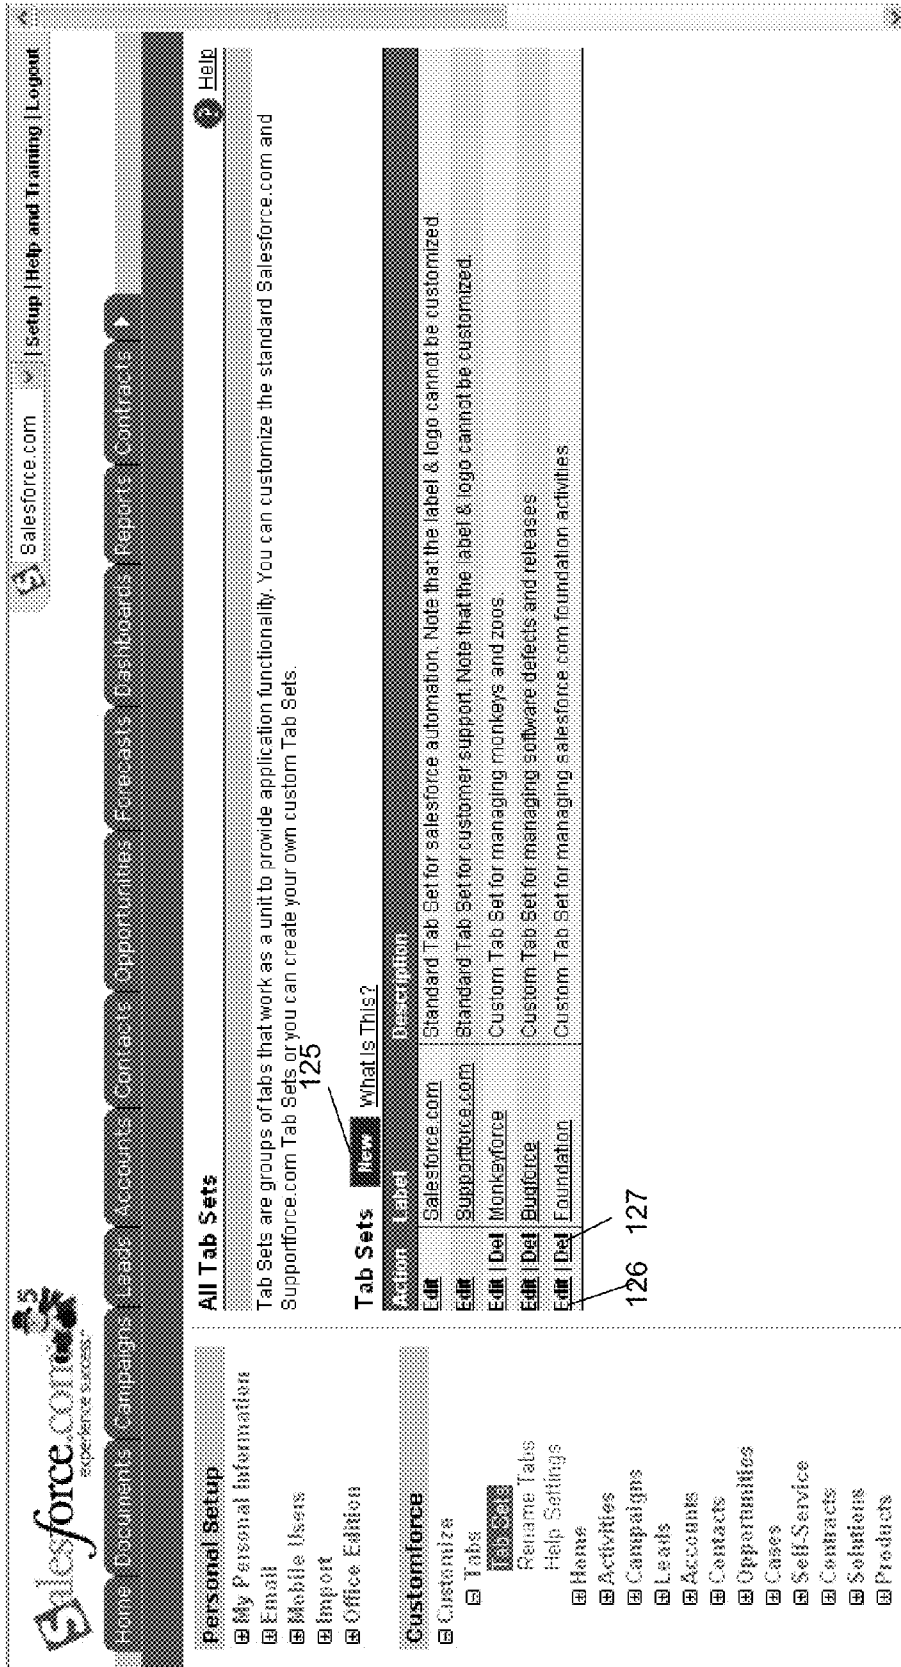 Salesforce.com | Setup | Help and Training | Logout
salesforce.com
experience success™
5
Home | Documents | Campaigns | Leads | Accounts | Contacts | Opportunities | Forecasts | Dashboards | Reports | Contracts |
Personal Setup
My Personal Information
Email
Mobile Users
Import
Office Edition
Customforce
Customize
Tabs
Tab Sets
Rename Tabs
Help Settings
Home
Activities
Campaigns
Leads
Accounts
Contacts
Opportunities
Cases
Self-Service
Contracts
Solutions
Products
All Tab Sets
Help
Tab Sets are groups of tabs that work as a unit to provide application functionality. You can customize the standard Salesforce.com and
Supportforce.com Tab Sets or you can create your own custom Tab Sets.
125
Tab Sets New What Is This?
Action Label Description
Edit Salesforce.com Standard Tab Set for salesforce automation. Note that the label & logo cannot be customized.
Edit Supportforce.com Standard Tab Set for customer support. Note that the label & logo cannot be customized.
Edit | Del Monkeyforce Custom Tab Set for managing monkeys and zoos
Edit | Del Bugforce Custom Tab Set for managing software defects and releases
Edit | Del Foundation Custom Tab Set for managing salesforce.com foundation activities
126 127